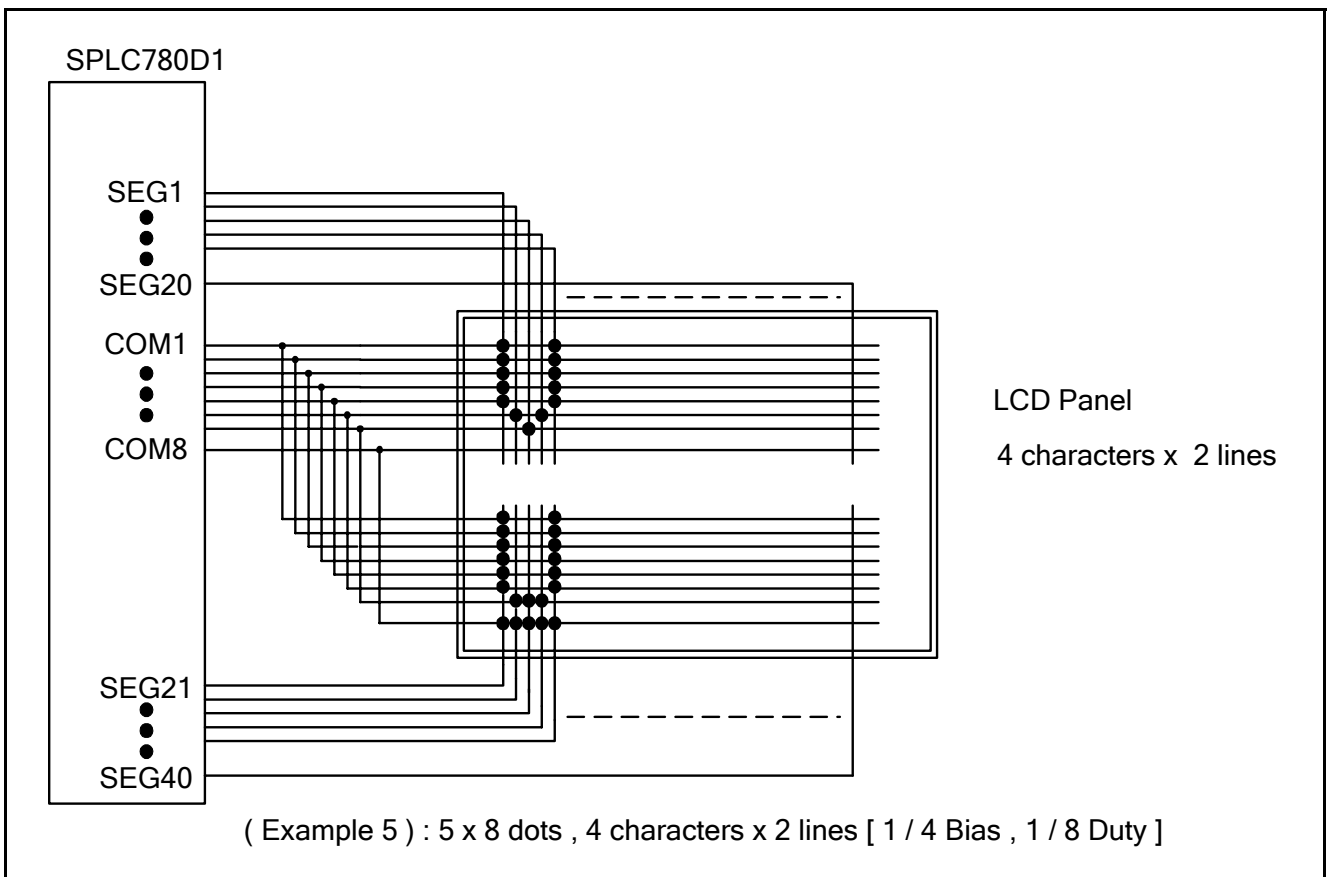 SPLC780D1
SEG1
SEG20
COM1
COM8
LCD Panel
4 characters x 2 lines
SEG21
SEG40
( Example 5 ) : 5 x 8 dots , 4 characters x 2 lines [ 1 / 4 Bias , 1 / 8 Duty ]